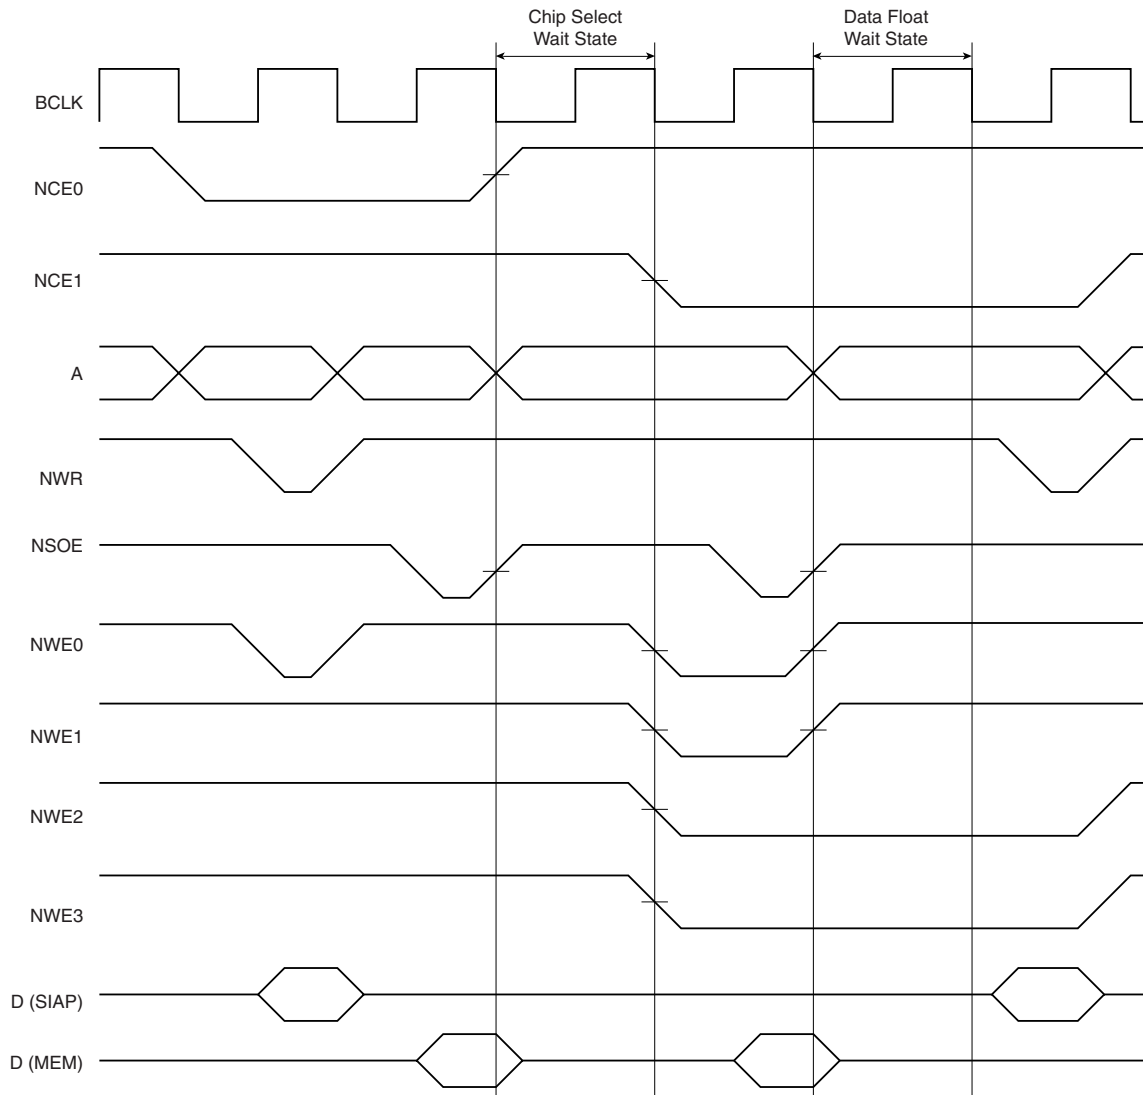 Chip Select
Wait State
Data Float
Wait State
BCLK
NCE0
NCE1
A
NWR
NSOE
NWE0
NWE1
NWE2
NWE3
D (SIAP)
D (MEM)